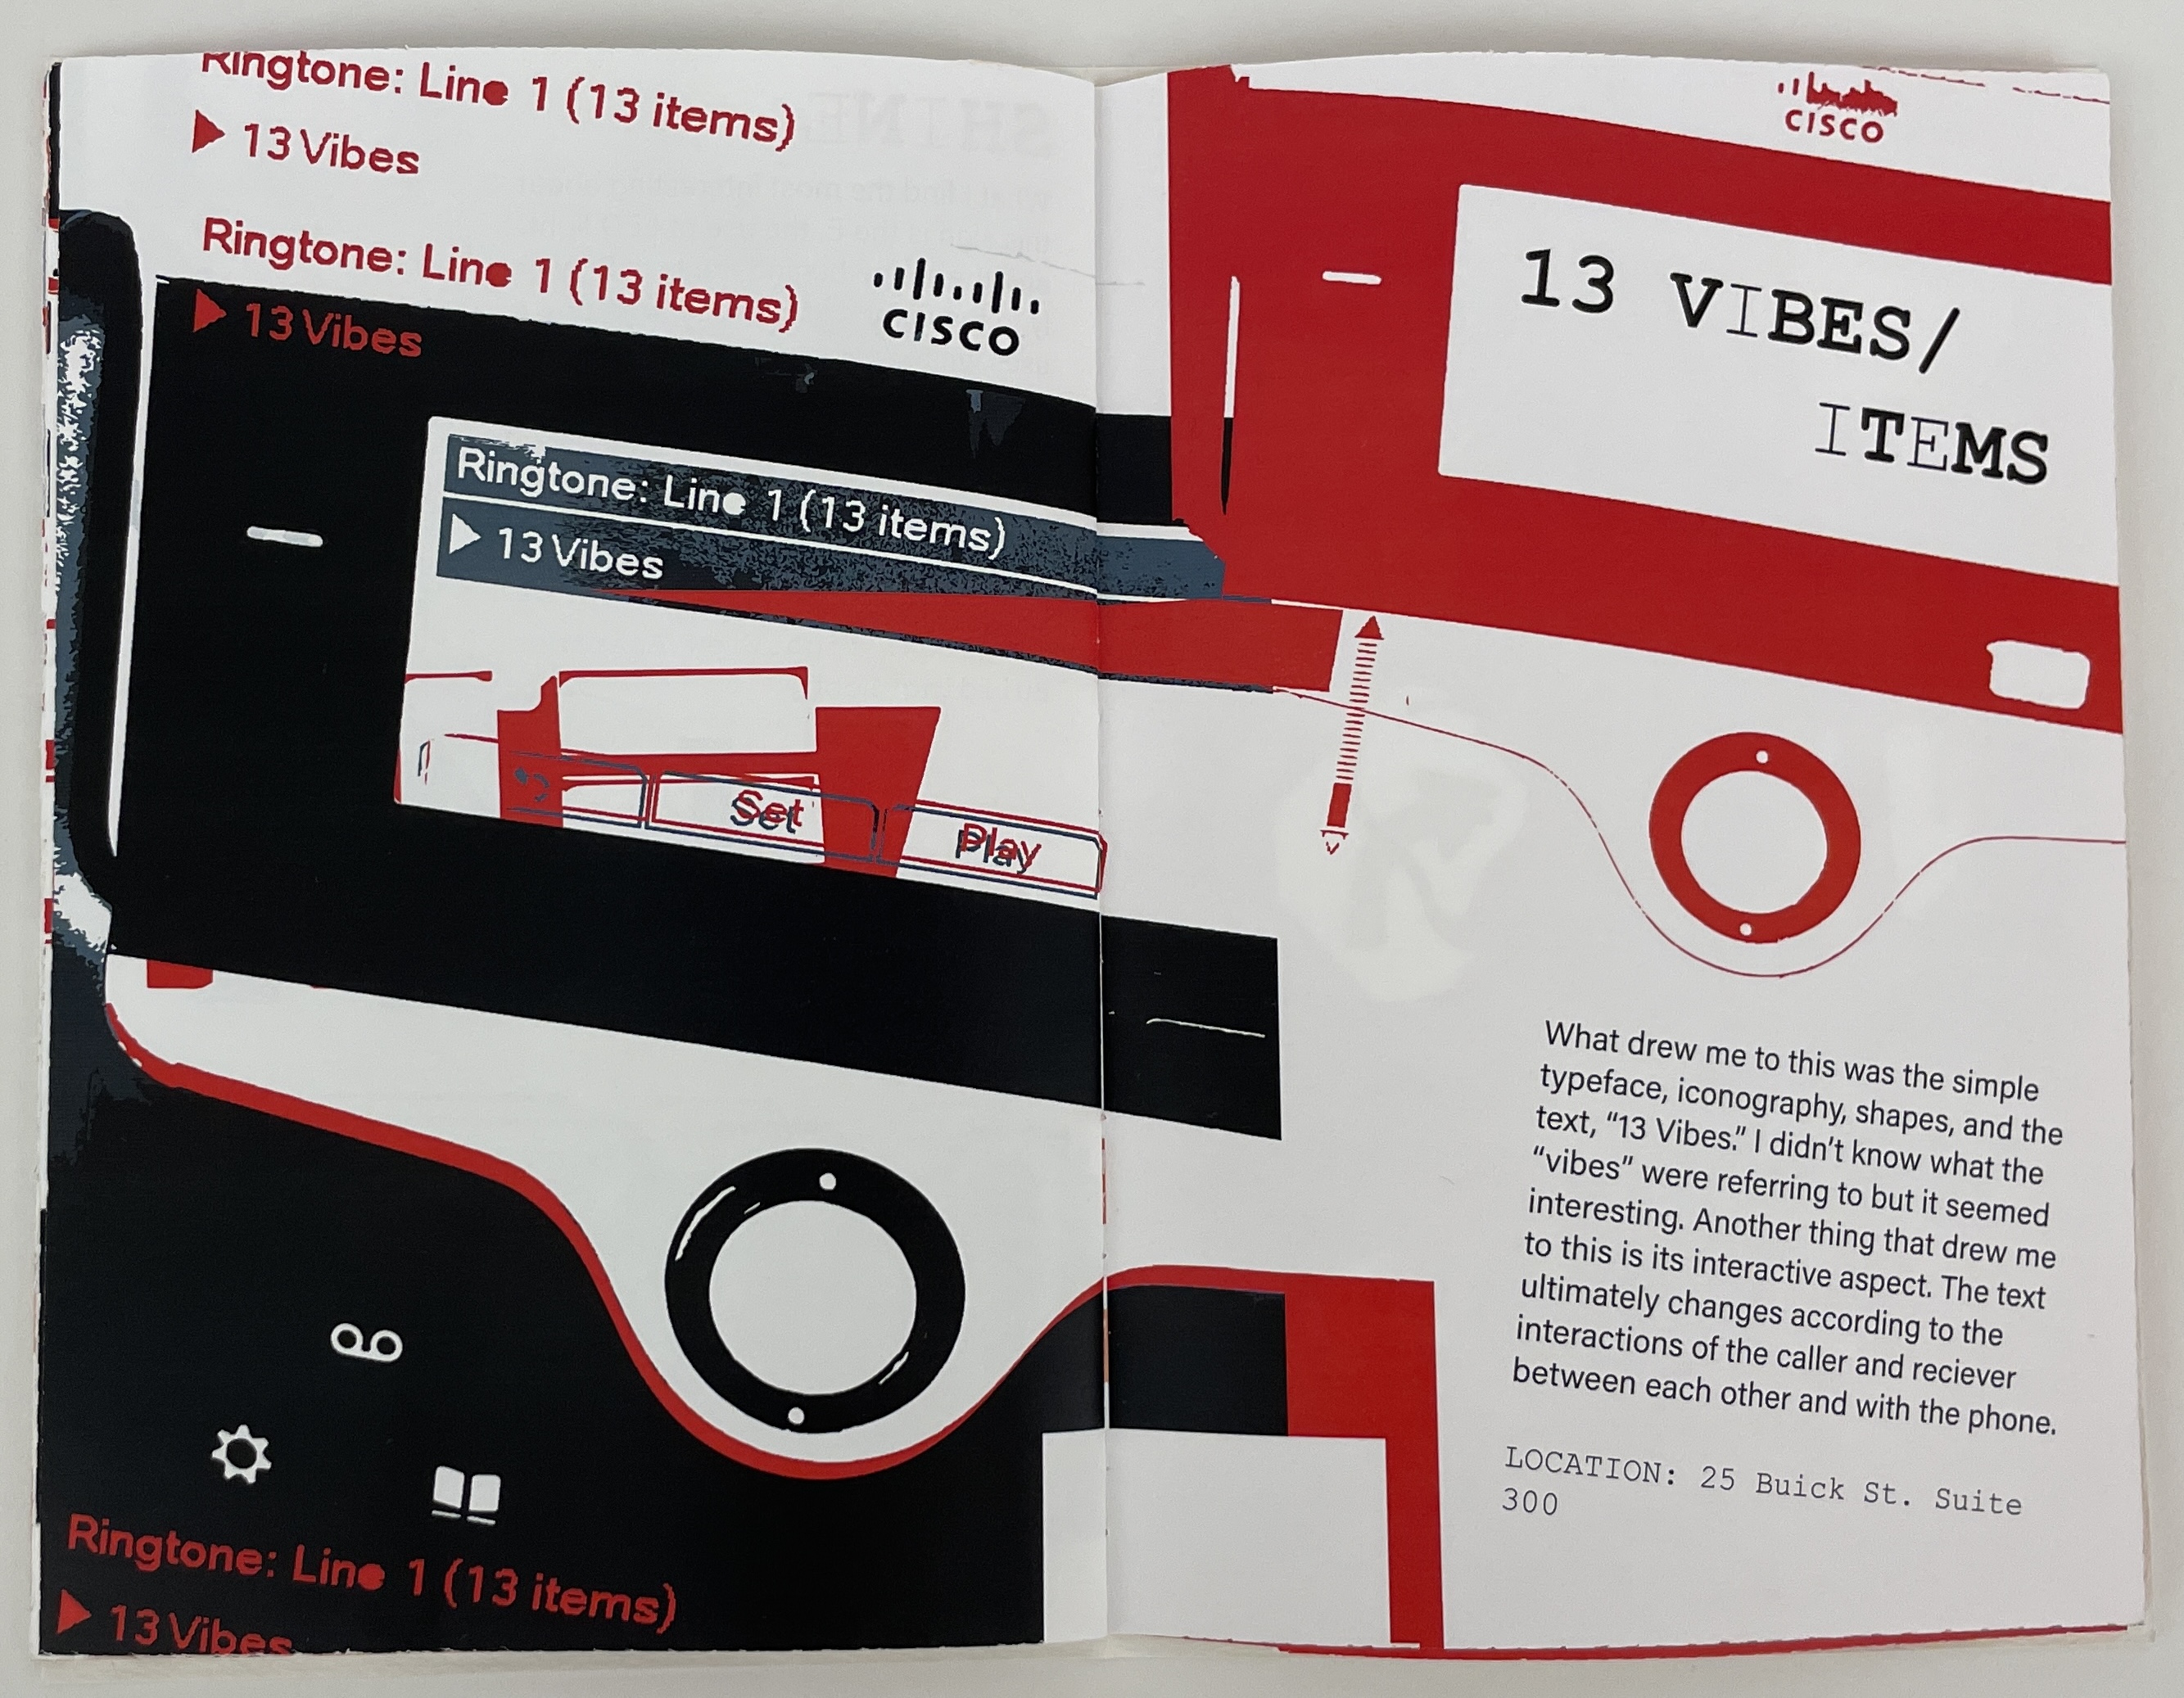 Ringtone: Line 1 (13 items)
13 Vibes
Ringtone: Line 1 (13 items)
13 Vibes
CISCO
Ringtone: Line 1 (13 items)
13 Vibes
Set
Set
Play
Play
Ringtone: Line 1 (13 items)
13 Vibes
CISCO
13 VIBES/
ITEMS
What drew me to this was the simple
typeface, iconography, shapes, and the
text, “13 Vibes.” I didn’t know what the
“vibes” were referring to but it seemed
interesting. Another thing that drew me
to this is its interactive aspect. The text
ultimately changes according to the
interactions of the caller and reciever
between each other and with the phone.
LOCATION: 25 Buick St. Suite
300